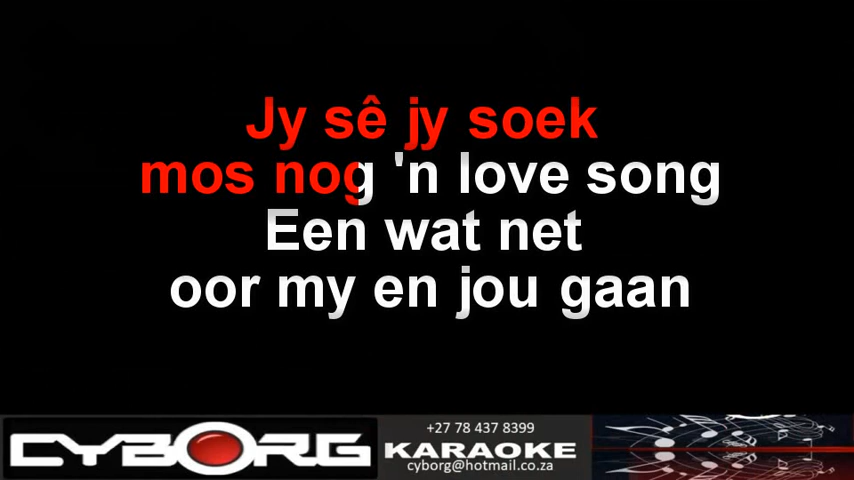 Jy sê jy soek
mos nog 'n love song
Een wat net
oor my en jou gaan
CYBORG
+27 78 437 8399
KARAOKE
cyborg@hotmail.co.za